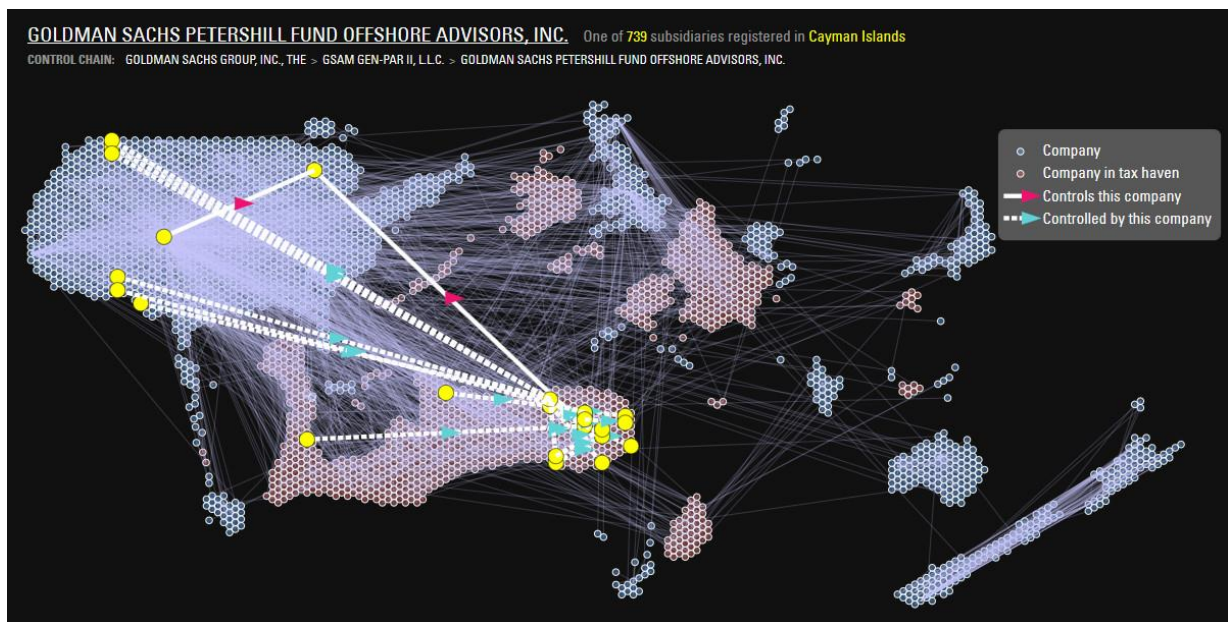 GOLDMAN SACHS PETERSHILL FUND OFFSHORE ADVISORS, INC. One of 739 subsidiaries registered in Cayman Islands
CONTROL CHAIN: GOLDMAN SACHS GROUP, INC., THE > GSAM GEN-PAR II, L.L.C. > GOLDMAN SACHS PETERSHILL FUND OFFSHORE ADVISORS, INC.
Company
Company in tax haven
Controls this company
Controlled by this company